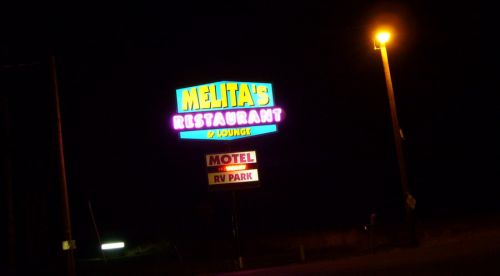 MELITA'S
RESTAURANT
& LOUNGE
MOTEL
RV PARK